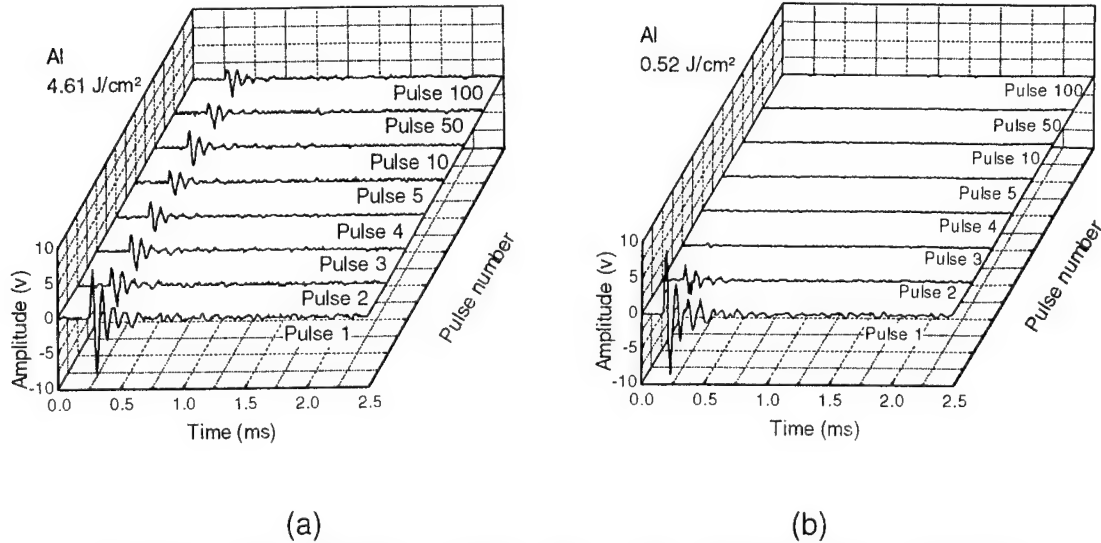 Al
4.61 J/cm²
Pulse 100
Pulse 50
Pulse 10
Pulse 5
Pulse 4
Pulse 3
Pulse 2
Pulse 1
10
5
0
-5
-10
Amplitude (v)
0.0 0.5 1.0 1.5 2.0 2.5
Time (ms)
Pulse number
(a)
Al
0.52 J/cm²
Pulse 100
Pulse 50
Pulse 10
Pulse 5
Pulse 4
Pulse 3
Pulse 2
Pulse 1
10
5
0
-5
-10
Amplitude (v)
0.0 0.5 1.0 1.5 2.0 2.5
Time (ms)
Pulse number
(b)